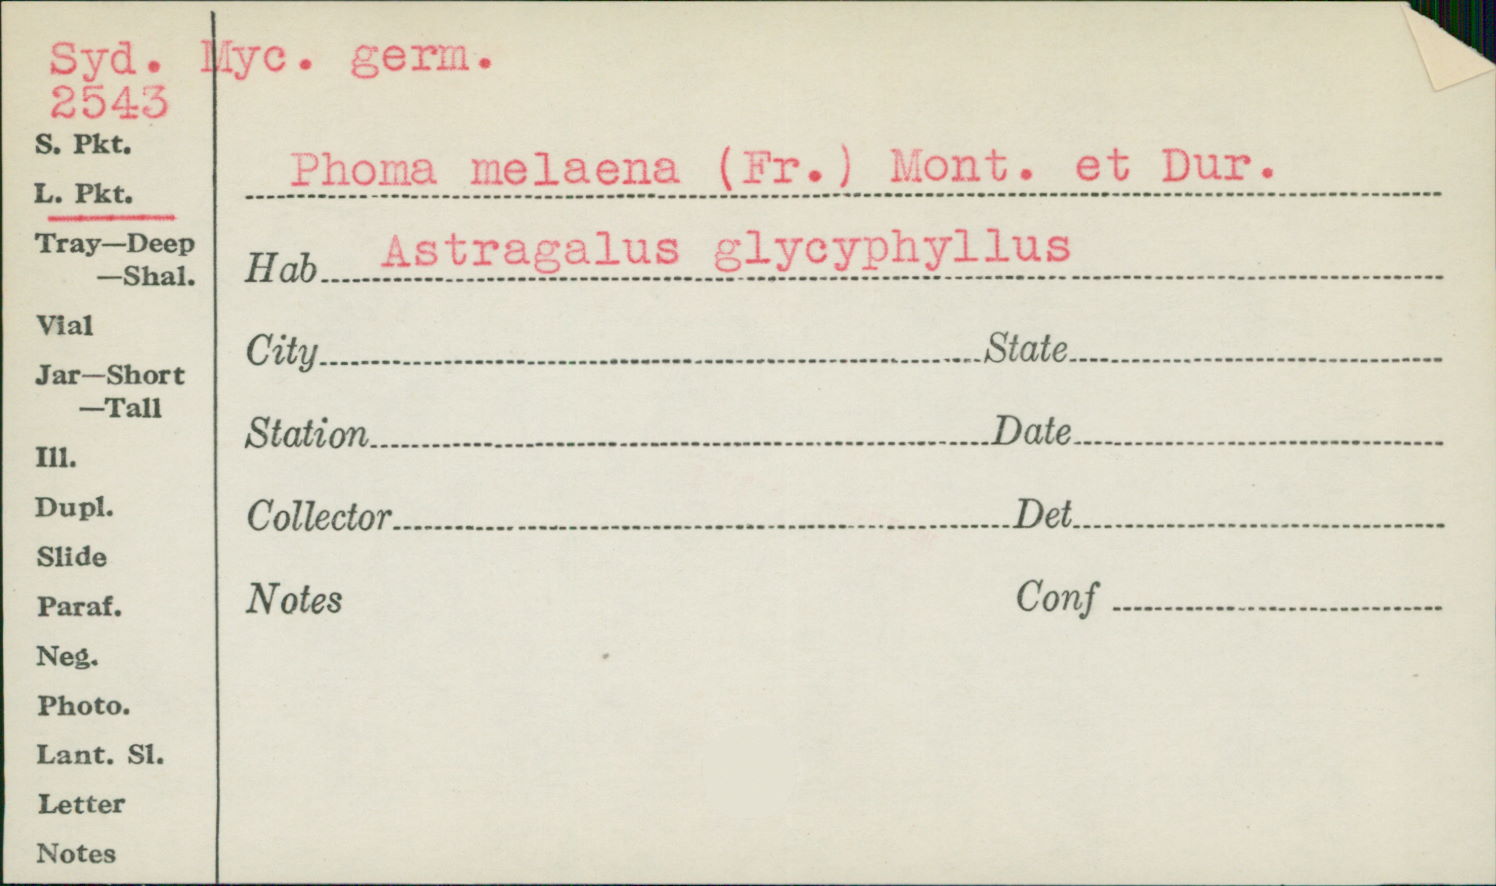 Syd. Myc. germ.
2543
S. Pkt.
L. Pkt.
Tray—Deep
—Shal.
Vial
Jar—Short
—Tall
Ill.
Dupl.
Slide
Paraf.
Neg.
Photo.
Lant. Sl.
Letter
Notes
Phoma melaena (Fr.) Mont. et Dur.
Hab Astragalus glycyphyllus
City State
Station Date
Collector Det
Notes Conf